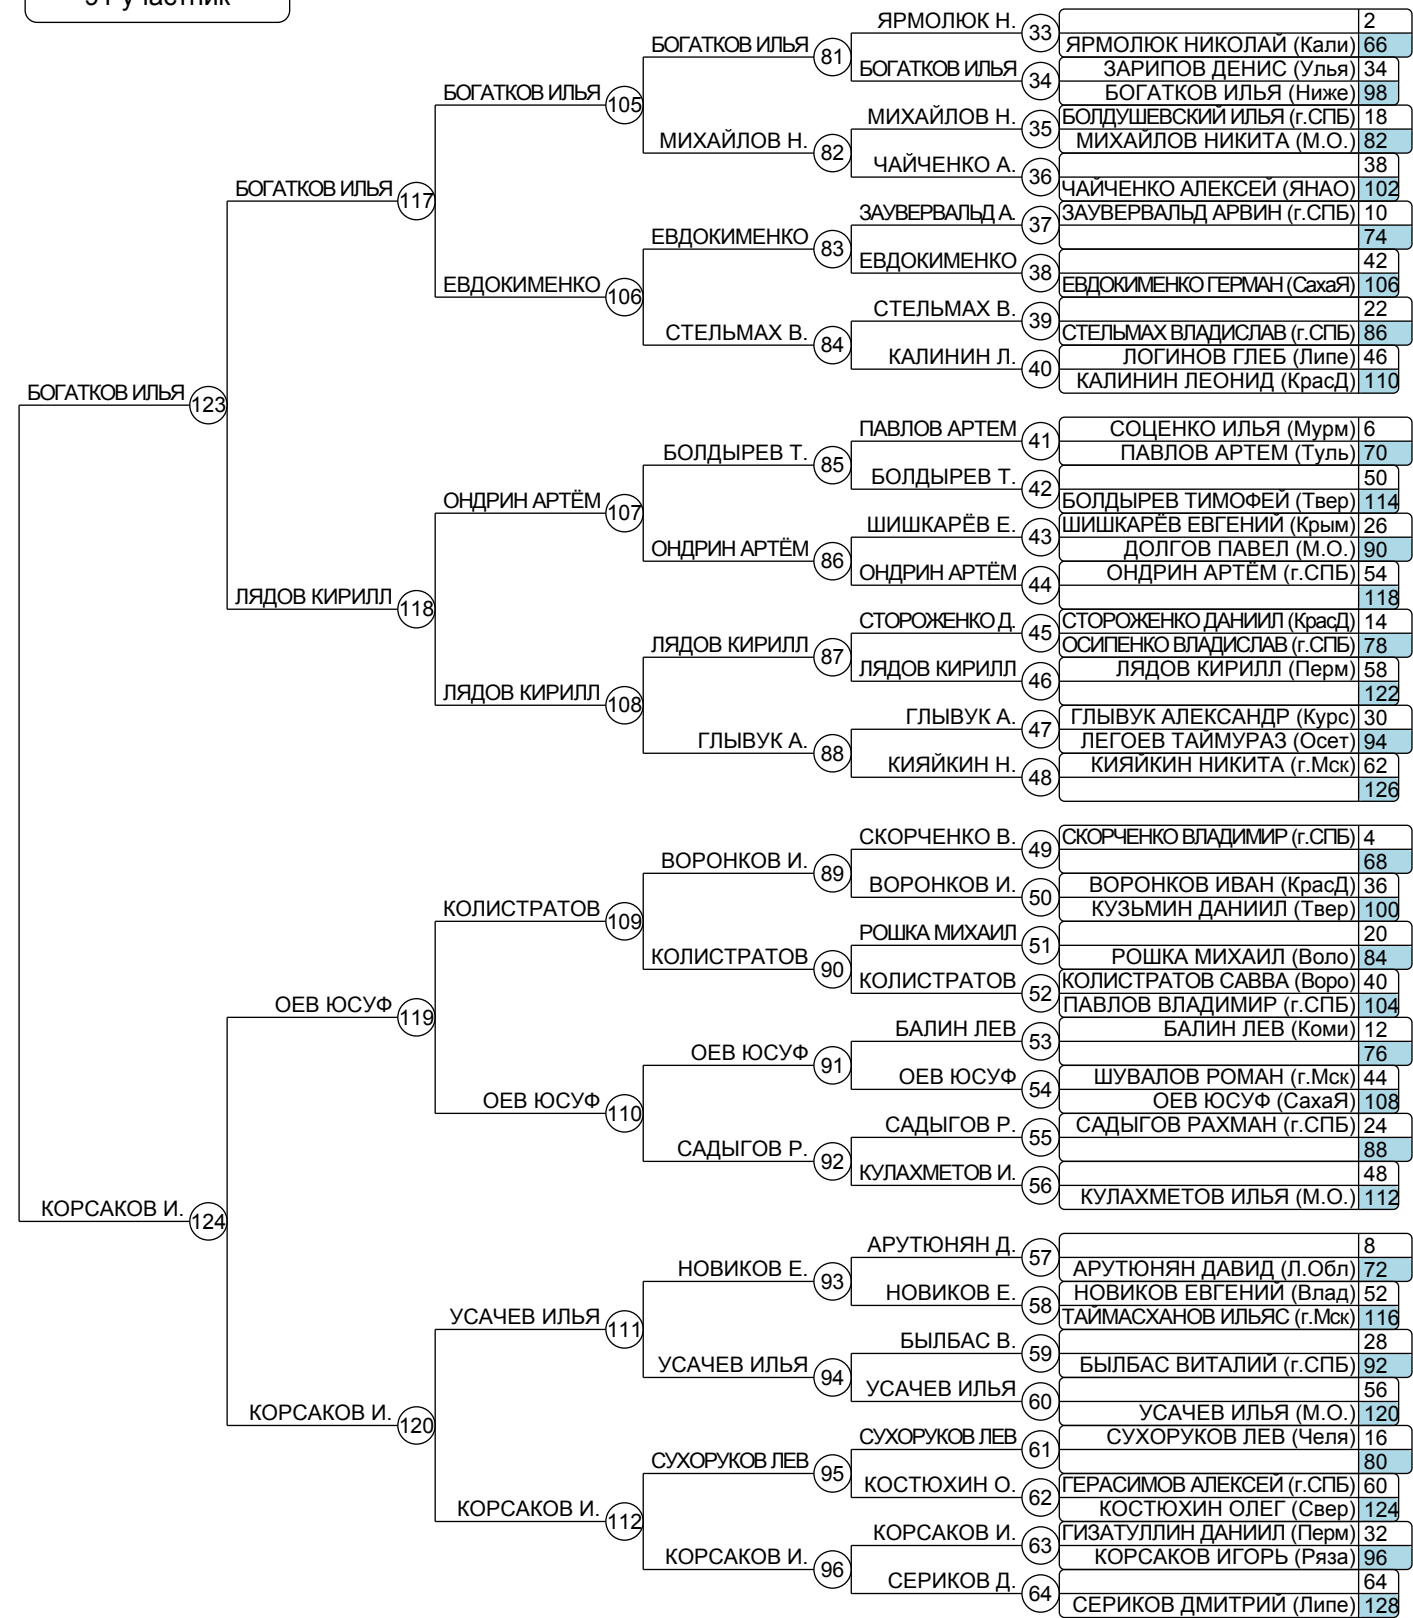 участник
ЯРМОЛЮК Н. 33 2
ЯРМОЛЮК НИКОЛАЙ (Кали) 66
БОГАТКОВ ИЛЬЯ 81
БОГАТКОВ ИЛЬЯ 34 ЗАРИПОВ ДЕНИС (Улья) 34
БОГАТКОВ ИЛЬЯ (Ниже) 98
БОГАТКОВ ИЛЬЯ 105
МИХАЙЛОВ Н. 35 БОЛДУШЕВСКИЙ ИЛЬЯ (г.СПБ) 18
МИХАЙЛОВ Н. 82 МИХАЙЛОВ НИКИТА (М.О.) 82
ЧАЙЧЕНКО А. 36 38
БОГАТКОВ ИЛЬЯ 117 ЧАЙЧЕНКО АЛЕКСЕЙ (ЯНАО) 102
ЗАУВЕРВАЛЬД А. 37 ЗАУВЕРВАЛЬД АРВИН (г.СПБ) 10
ЕВДОКИМЕНКО 83 74
ЕВДОКИМЕНКО 38 42
ЕВДОКИМЕНКО 106 ЕВДОКИМЕНКО ГЕРМАН (СахаЯ) 106
СТЕЛЬМАХ В. 39 22
СТЕЛЬМАХ В. 84 СТЕЛЬМАХ ВЛАДИСЛАВ (г.СПБ) 86
КАЛИНИН Л. 40 ЛОГИНОВ ГЛЕБ (Липе) 46
КАЛИНИН ЛЕОНИД (КрасД) 110
БОГАТКОВ ИЛЬЯ 123
ПАВЛОВ АРТЕМ 41 СОЦЕНКО ИЛЬЯ (Мурм) 6
БОЛДЫРЕВ Т. 85 ПАВЛОВ АРТЕМ (Туль) 70
БОЛДЫРЕВ Т. 42 50
ОНДРИН АРТЁМ 107 БОЛДЫРЕВ ТИМОФЕЙ (Твер) 114
ШИШКАРЁВ Е. 43 ШИШКАРЁВ ЕВГЕНИЙ (Крым) 26
ОНДРИН АРТЁМ 86 ДОЛГОВ ПАВЕЛ (М.О.) 90
ОНДРИН АРТЁМ 44 ОНДРИН АРТЁМ (г.СПБ) 54
ЛЯДОВ КИРИЛЛ 118 118
СТОРОЖЕНКО Д. 45 СТОРОЖЕНКО ДАНИИЛ (КрасД) 14
ЛЯДОВ КИРИЛЛ 87 ОСИПЕНКО ВЛАДИСЛАВ (г.СПБ) 78
ЛЯДОВ КИРИЛЛ 46 ЛЯДОВ КИРИЛЛ (Перм) 58
ЛЯДОВ КИРИЛЛ 108 122
ГЛЫВУК А. 47 ГЛЫВУК АЛЕКСАНДР (Курс) 30
ГЛЫВУК А. 88 ЛЕГОЕВ ТАЙМУРАЗ (Осет) 94
КИЯЙКИН Н. 48 КИЯЙКИН НИКИТА (г.Мск) 62
126
СКОРЧЕНКО В. 49 СКОРЧЕНКО ВЛАДИМИР (г.СПБ) 4
ВОРОНКОВ И. 89 68
ВОРОНКОВ И. 50 ВОРОНКОВ ИВАН (КрасД) 36
КОЛИСТРАТОВ 109 КУЗЬМИН ДАНИИЛ (Твер) 100
РОШКА МИХАИЛ 51 20
КОЛИСТРАТОВ 90 РОШКА МИХАИЛ (Воло) 84
КОЛИСТРАТОВ 52 КОЛИСТРАТОВ САВВА (Воро) 40
ОЕВ ЮСУФ 119 ПАВЛОВ ВЛАДИМИР (г.СПБ) 104
БАЛИН ЛЕВ 53 БАЛИН ЛЕВ (Коми) 12
ОЕВ ЮСУФ 91 76
ОЕВ ЮСУФ 54 ШУВАЛОВ РОМАН (г.Мск) 44
ОЕВ ЮСУФ 110 ОЕВ ЮСУФ (СахаЯ) 108
САДЫГОВ Р. 55 САДЫГОВ РАХМАН (г.СПБ) 24
САДЫГОВ Р. 92 88
КУЛАХМЕТОВ И. 56 48
КУЛАХМЕТОВ ИЛЬЯ (М.О.) 112
КОРСАКОВ И. 124
АРУТЮНЯН Д. 57 8
НОВИКОВ Е. 93 АРУТЮНЯН ДАВИД (Л.Обл) 72
НОВИКОВ Е. 58 НОВИКОВ ЕВГЕНИЙ (Влад) 52
УСАЧЕВ ИЛЬЯ 111 ТАЙМАСХАНОВ ИЛЬЯС (г.Мск) 116
БЫЛБАС В. 59 28
УСАЧЕВ ИЛЬЯ 94 БЫЛБАС ВИТАЛИЙ (г.СПБ) 92
УСАЧЕВ ИЛЬЯ 60 56
КОРСАКОВ И. 120 УСАЧЕВ ИЛЬЯ (М.О.) 120
СУХОРУКОВ ЛЕВ 61 СУХОРУКОВ ЛЕВ (Челя) 16
СУХОРУКОВ ЛЕВ 95 80
КОСТЮХИН О. 62 ГЕРАСИМОВ АЛЕКСЕЙ (г.СПБ) 60
КОРСАКОВ И. 112 КОСТЮХИН ОЛЕГ (Свер) 124
КОРСАКОВ И. 63 ГИЗАТУЛЛИН ДАНИИЛ (Перм) 32
КОРСАКОВ И. 96 КОРСАКОВ ИГОРЬ (Ряза) 96
СЕРИКОВ Д. 64 64
СЕРИКОВ ДМИТРИЙ (Липе) 128